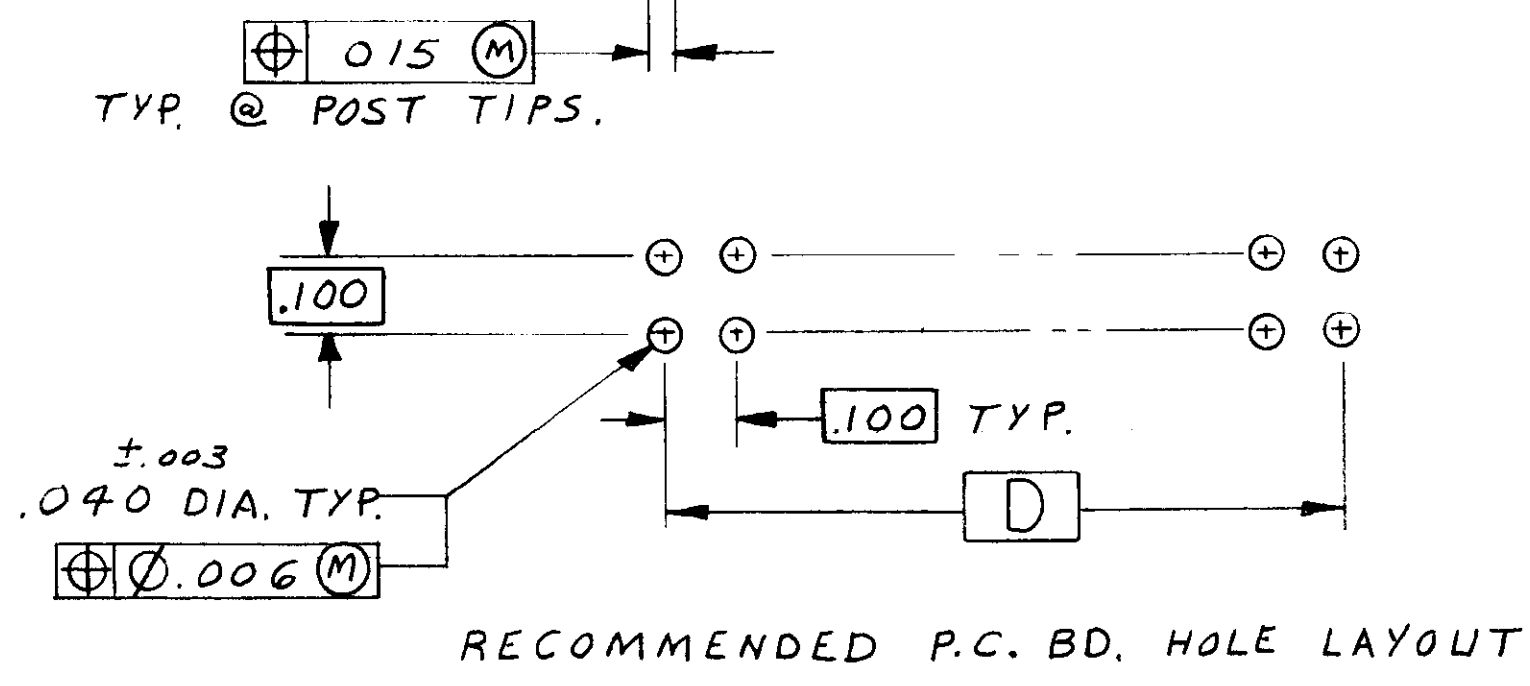 ⌖ 015 Ⓜ
TYP. @ POST TIPS.
.100
.100 TYP.
±.003
.040 DIA. TYP.
D
⌖ Ø.006 Ⓜ
RECOMMENDED P.C. BD. HOLE LAYOUT